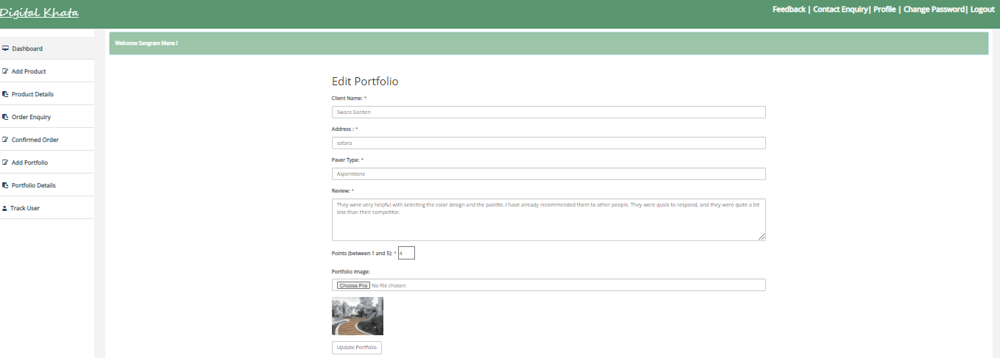 Digital Khata
Feedback | Contact Enquiry| Profile | Change Password| Logout
Welcome Sangram Mane !
Dashboard
Add Product
Product Details
Order Enquiry
Confirmed Order
Add Portfolio
Portfolio Details
Track User
Edit Portfolio
Client Name: *
Swara Garden
Address : *
satara
Paver Type: *
Aspenstone
Review: *
They were very helpful with selecting the color design and the palette. I have already recommended them to other people. They were quick to respond, and they were quite a bit
less than their competitor.
Points (between 1 and 5): * 4
Portfolio Image:
Choose File No file chosen
Update Portfolio